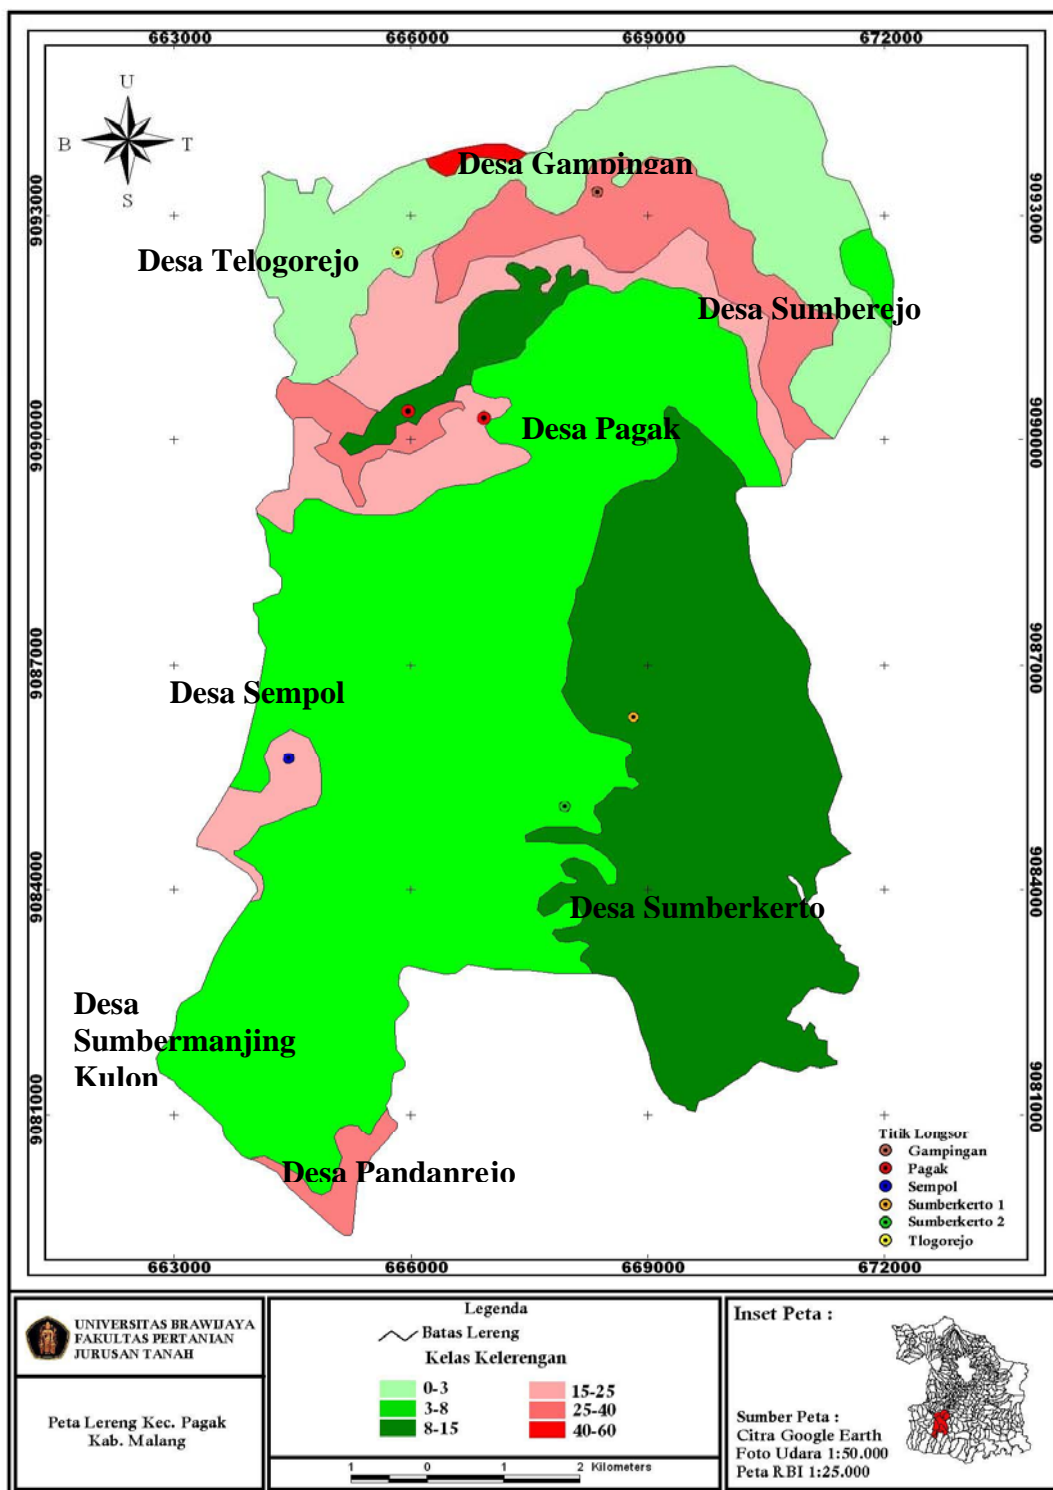 663000 666000 669000 672000
U
B T
S
9093000 9093000
9090000 9090000
9087000 9087000
9084000 9084000
9081000 9081000
Desa Gampingan
Desa Telogorejo
Desa Sumberejo
Desa Pagak
Desa Sempol
Desa Sumberkerto
Desa
Sumbermanjing
Kulon
Desa Pandanrejo
Titik Longsor
Gampingan
Pagak
Sempol
Sumberkerto 1
Sumberkerto 2
Tlogorejo
663000 666000 669000 672000
UNIVERSITAS BRAWIJAYA
FAKULTAS PERTANIAN
JURUSAN TANAH
Peta Lereng Kec. Pagak
Kab. Malang
Legenda
Batas Lereng
Kelas Kelerengan
0-3 15-25
3-8 25-40
8-15 40-60
1 0 1 2 Kilometers
Inset Peta :
Sumber Peta :
Citra Google Earth
Foto Udara 1:50.000
Peta RBI 1:25.000